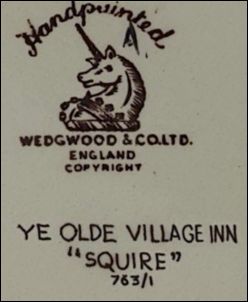 Handpainted
A
WEDGWOOD & CO.LTD.
ENGLAND
COPYRIGHT
YE OLDE VILLAGE INN
"SQUIRE"
763/1